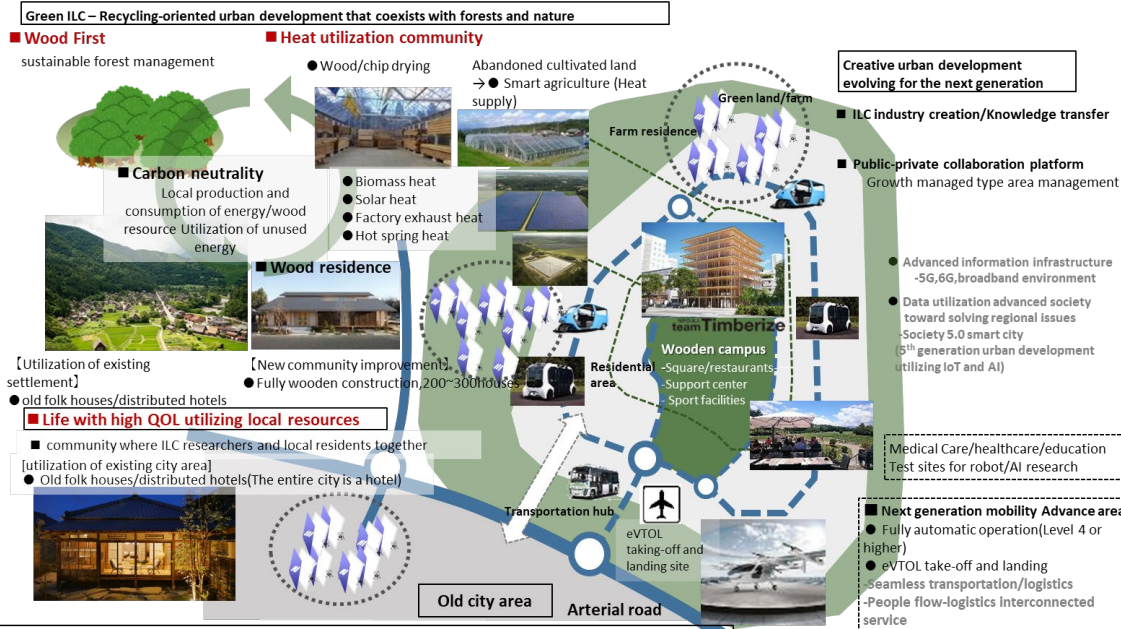 Green ILC – Recycling-oriented urban development that coexists with forests and nature
■ Wood First
sustainable forest management
■ Heat utilization community
● Wood/chip drying
Abandoned cultivated land
→● Smart agriculture (Heat
supply)
■ Carbon neutrality
Local production and
consumption of energy/wood
resource Utilization of unused
energy
● Biomass heat
● Solar heat
● Factory exhaust heat
● Hot spring heat
■ Wood residence
【Utilization of existing
settlement】
● old folk houses/distributed hotels
【New community improvement】
● Fully wooden construction,200~300houses
■ Life with high QOL utilizing local resources
■ community where ILC researchers and local residents together
[utilization of existing city area]
● Old folk houses/distributed hotels(The entire city is a hotel)
Green land/farm
Farm residence
team Timberize
Wooden campus
-Square/restaurants-
-Support center
- Sport facilities
Residential
area
Transportation hub
eVTOL
taking-off and
landing site
Old city area
Arterial road
Creative urban development
evolving for the next generation
■ ILC industry creation/Knowledge transfer
■ Public-private collaboration platform
Growth managed type area management
● Advanced information infrastructure
-5G,6G,broadband environment
● Data utilization advanced society
toward solving regional issues
-Society 5.0 smart city
(5th generation urban development
utilizing IoT and AI)
Medical Care/healthcare/education
Test sites for robot/AI research
■ Next generation mobility Advance area
● Fully automatic operation(Level 4 or
higher)
● eVTOL take-off and landing
-Seamless transportation/logistics
-People flow-logistics interconnected
service